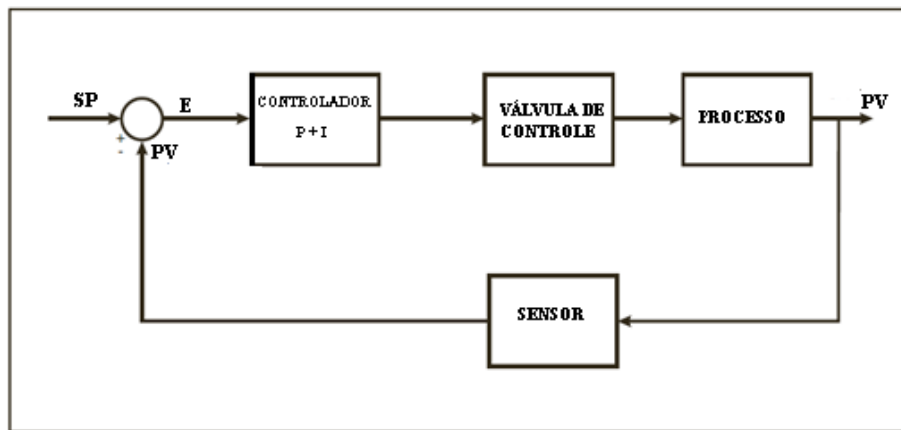 SP
+
-
E
PV
CONTROLADOR
P + I
VÁLVULA DE
CONTROLE
PROCESSO
PV
SENSOR